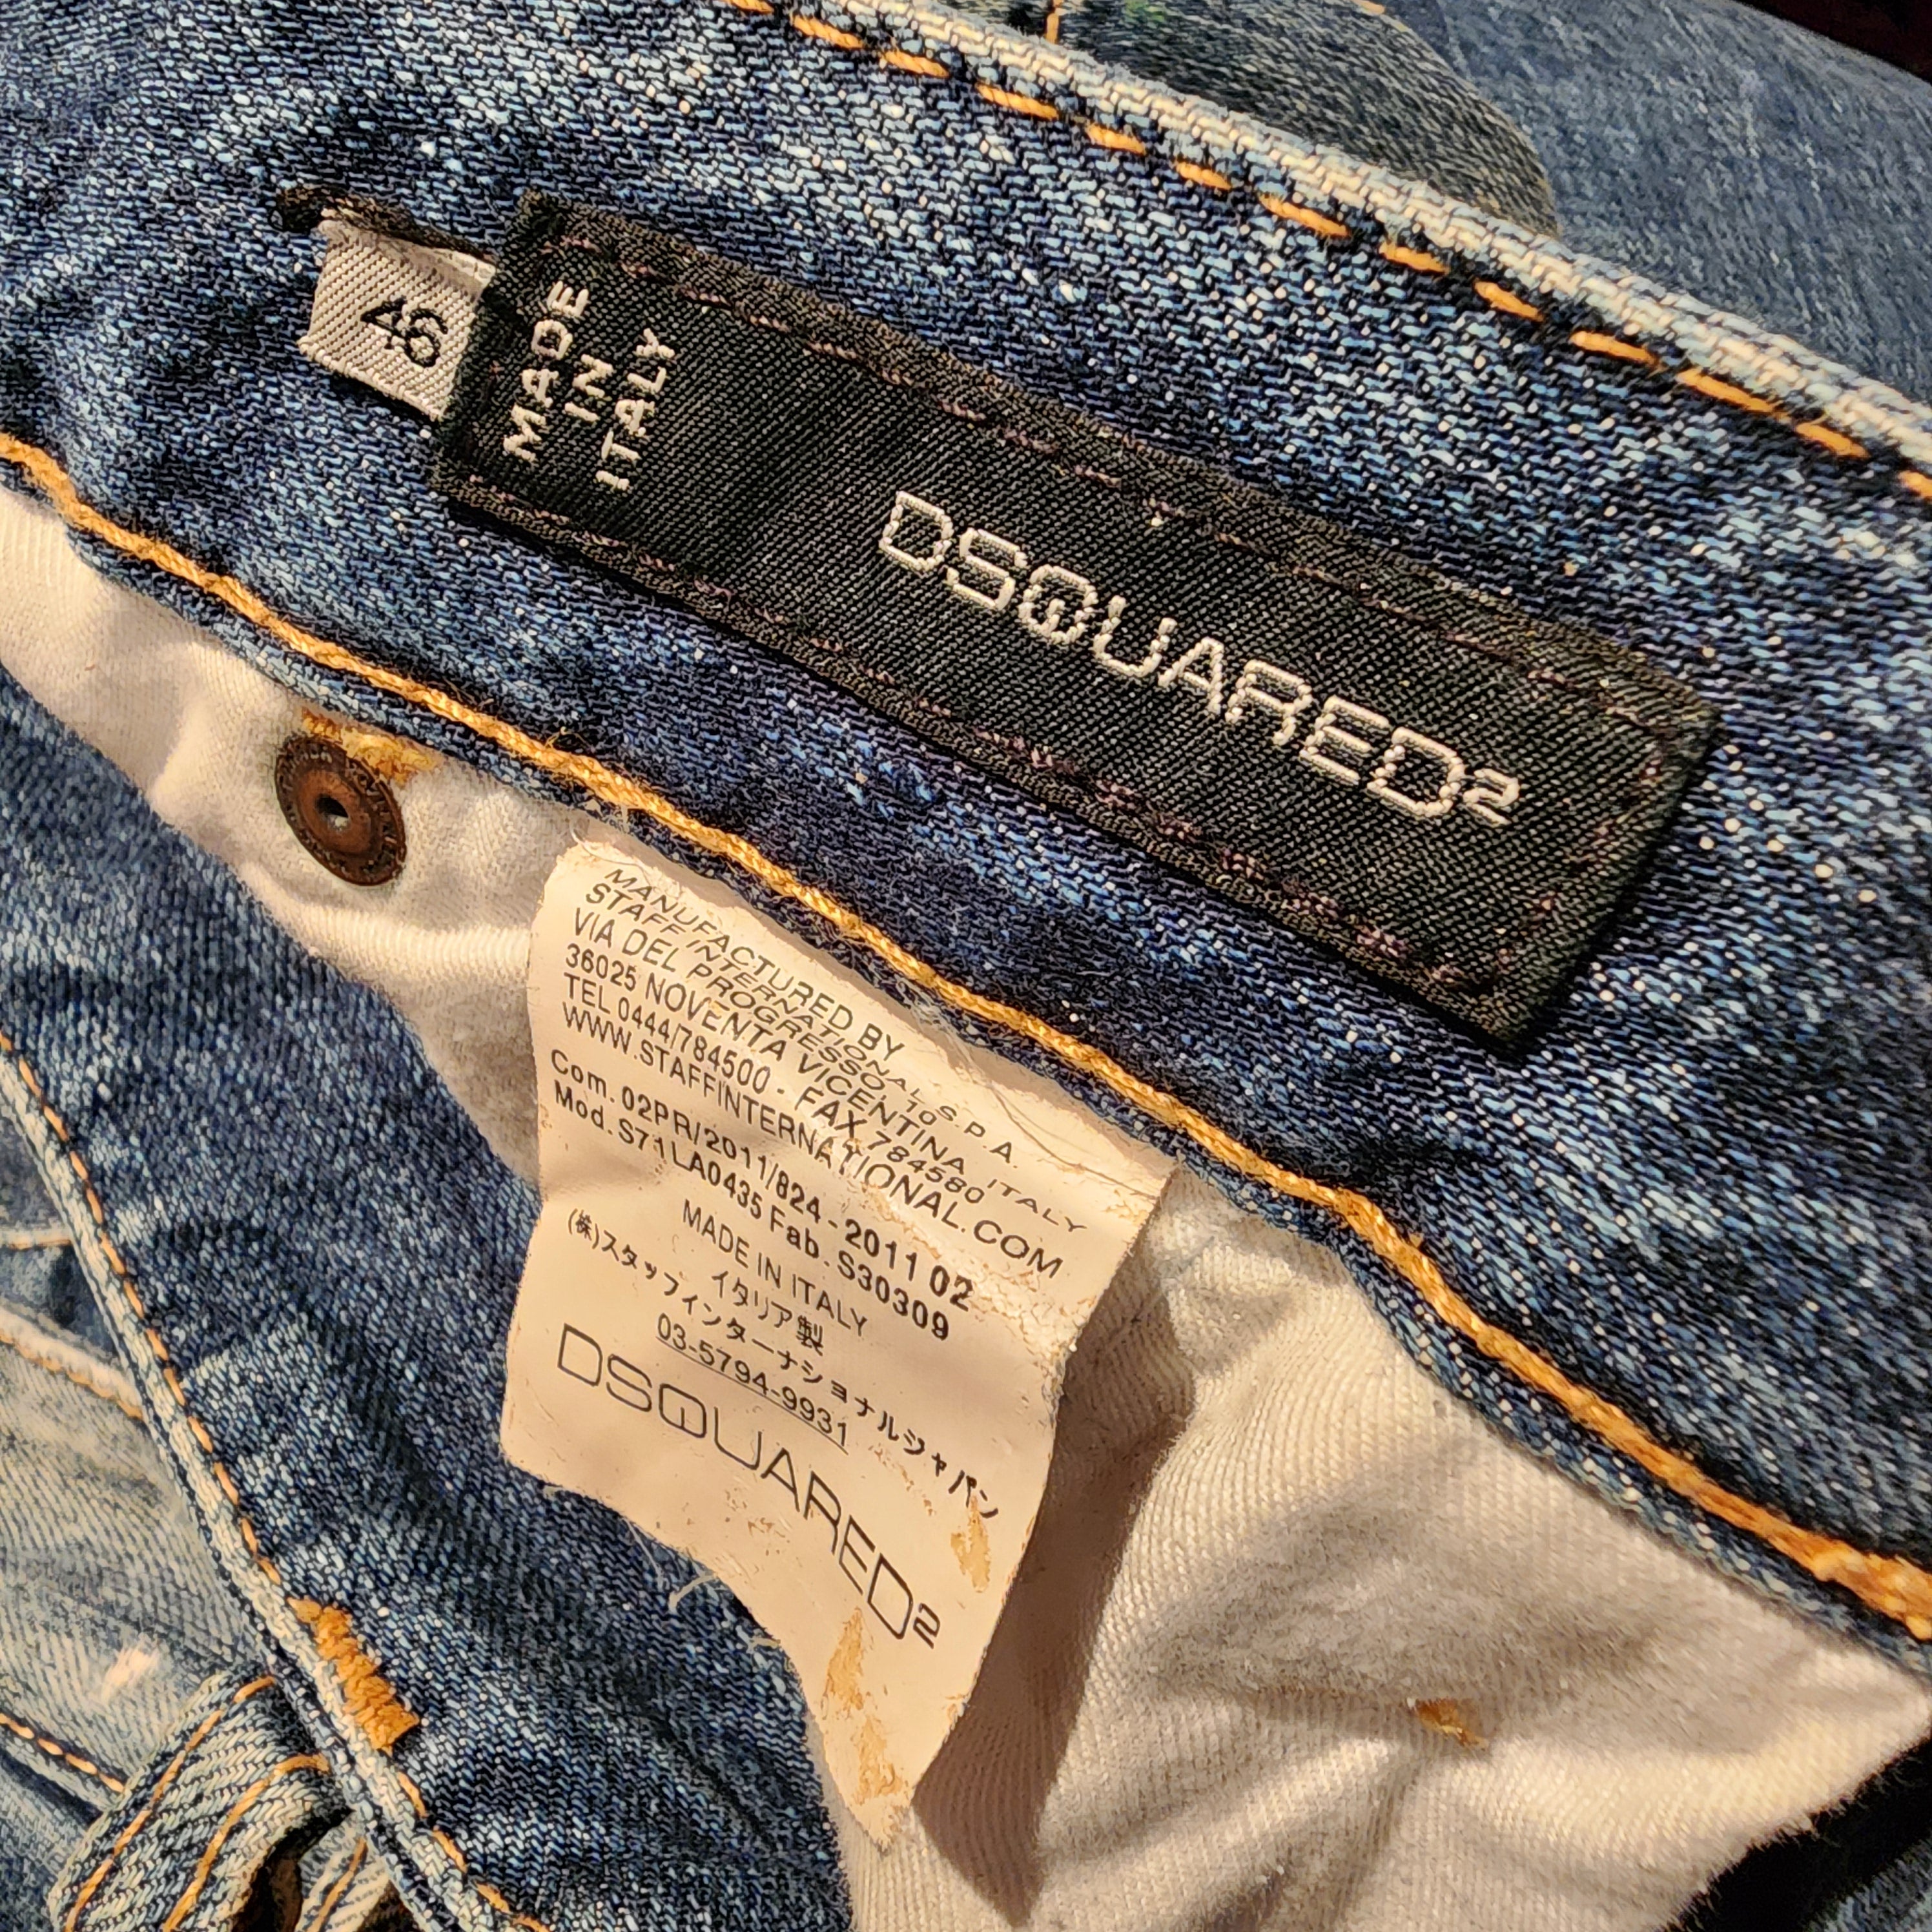 46
MADE
IN
ITALY
DSQUARED2
MANUFACTURED BY
STAFF INTERNATIONAL S.P.A.
VIA DEL PROGRESSO 10
36025 NOVENTA VICENTINA ITALY
TEL 0444/784500 - FAX 784580
WWW.STAFFINTERNATIONAL.COM
Com. 02PR/2011/824 - 2011 02
Mod. S71LA0435 Fab. S30309
MADE IN ITALY
イタリア製
(株)スタッフインターナショナルジャパン
03-5794-9931
DSQUARED2